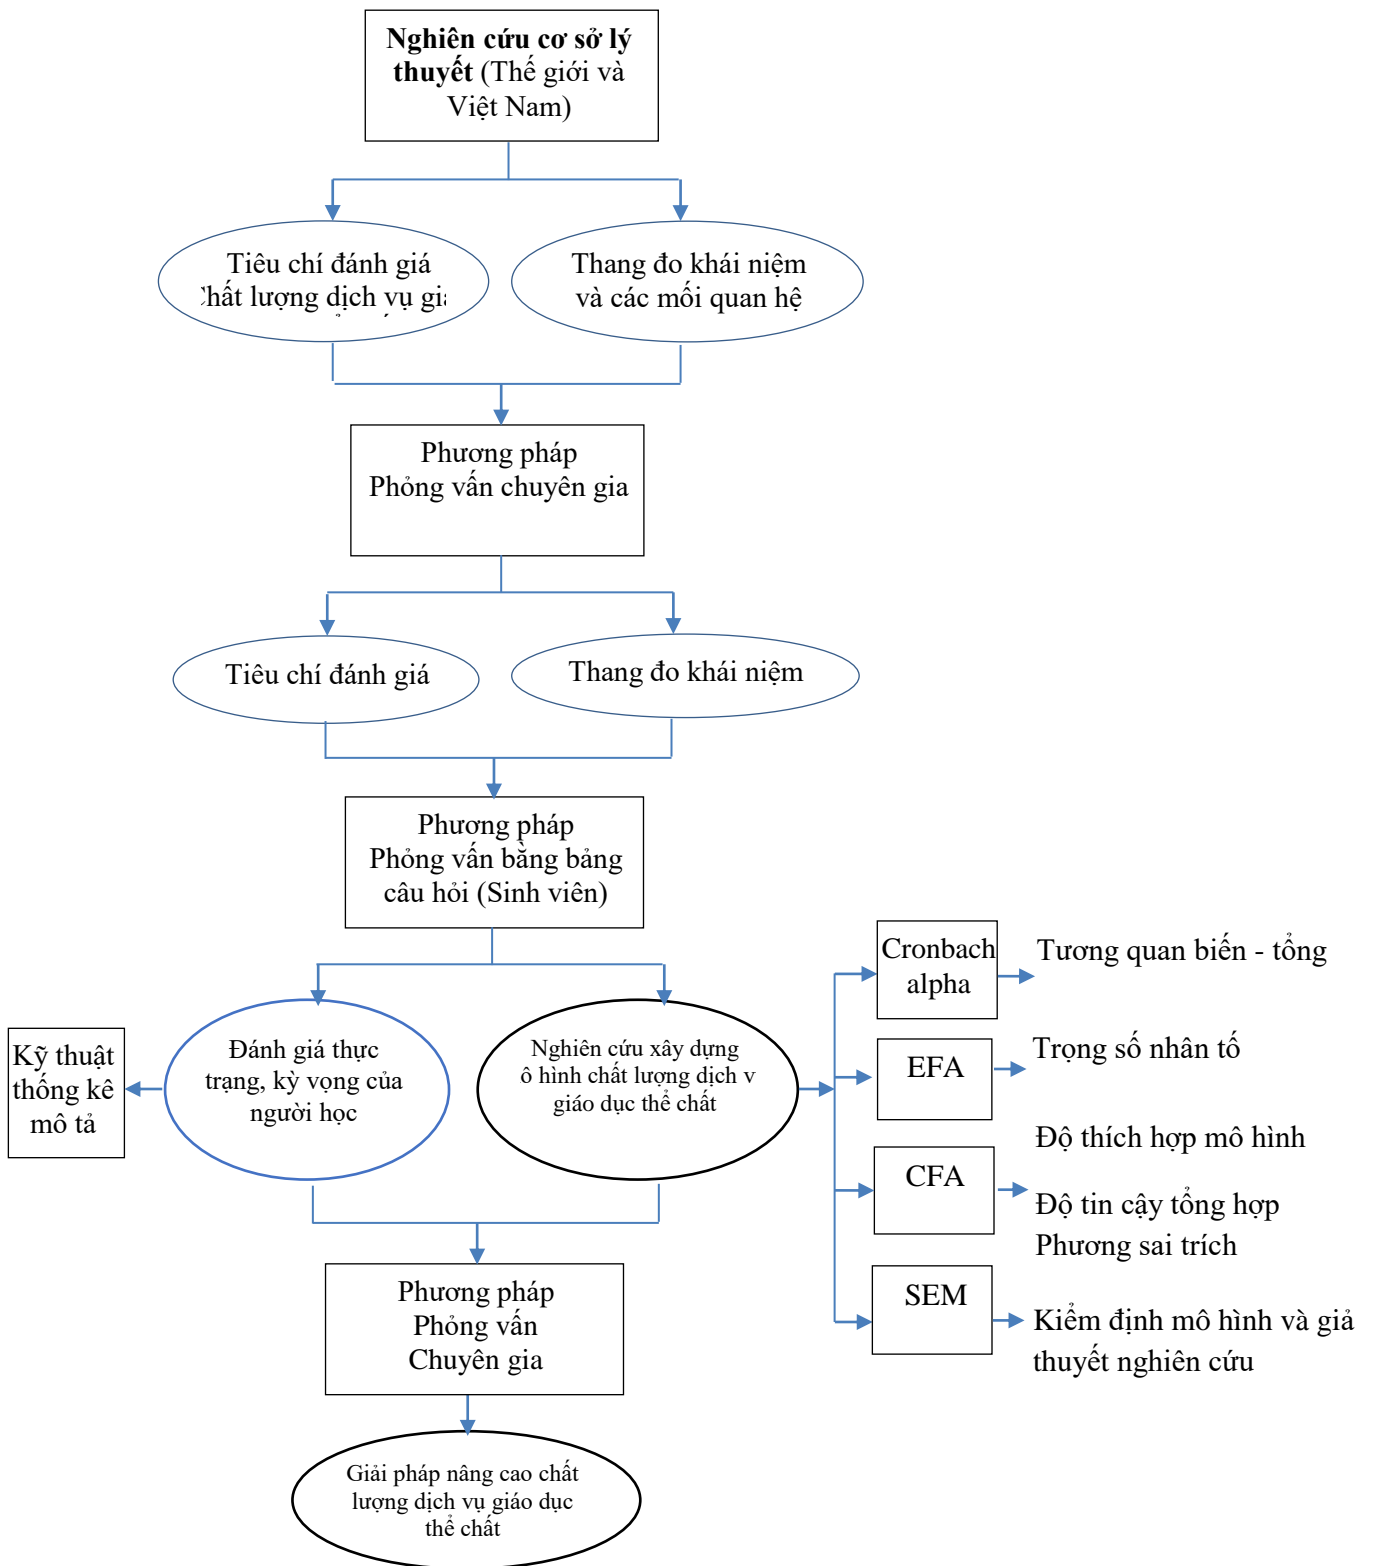 Nghiên cứu cơ sở lý
thuyết (Thế giới và
Việt Nam)
Tiêu chí đánh giá
lượng dịch vụ
Thang đo khái niệm
và các mối quan hệ
Phương pháp
Phỏng vấn chuyên gia
Tiêu chí đánh giá
Thang đo khái niệm
Phương pháp
Phỏng vấn bằng bảng
câu hỏi (Sinh viên)
Kỹ thuật
thống kê
mô tả
Đánh giá thực
trạng, kỳ vọng của
người học
Nghiên cứu xây dựng
ô hình chất lượng dịch v
giáo dục thể chất
Cronbach
alpha
Tương quan biến - tổng
EFA
Trọng số nhân tố
CFA
Độ thích hợp mô hình
Độ tin cậy tổng hợp
Phương sai trích
SEM
Kiểm định mô hình và giả
thuyết nghiên cứu
Phương pháp
Phỏng vấn
Chuyên gia
Giải pháp nâng cao chất
lượng dịch vụ giáo dục
thể chất